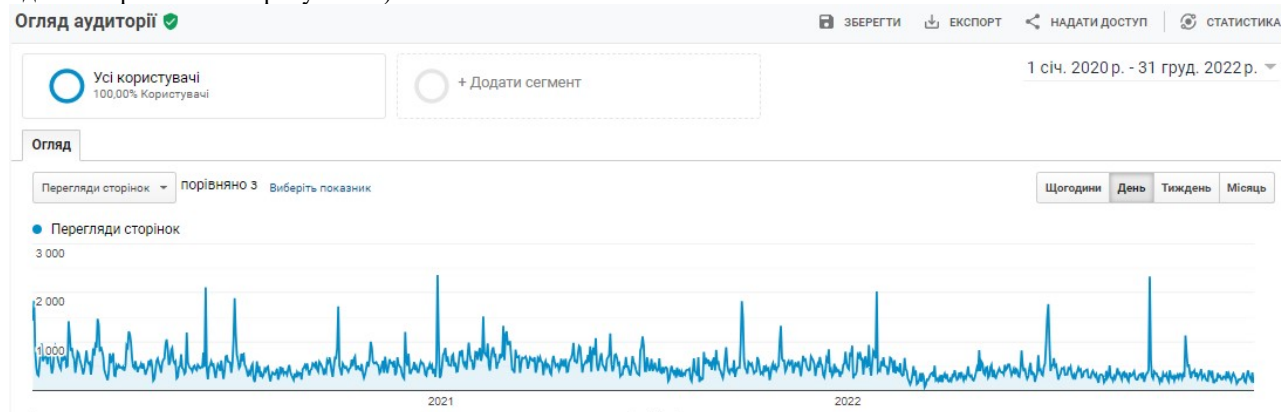 Огляд аудиторії
ЗБЕРЕГТИ
ЕКСПОРТ
НАДАТИ ДОСТУП
СТАТИСТИКА
Усі користувачі
100,00% Користувачі
+ Додати сегмент
1 січ. 2020 р. - 31 груд. 2022 р.
Огляд
Перегляди сторінок порівняно з Виберіть показник
Щогодини День Тиждень Місяць
Перегляди сторінок
3 000
2 000
1 000
2021 2022